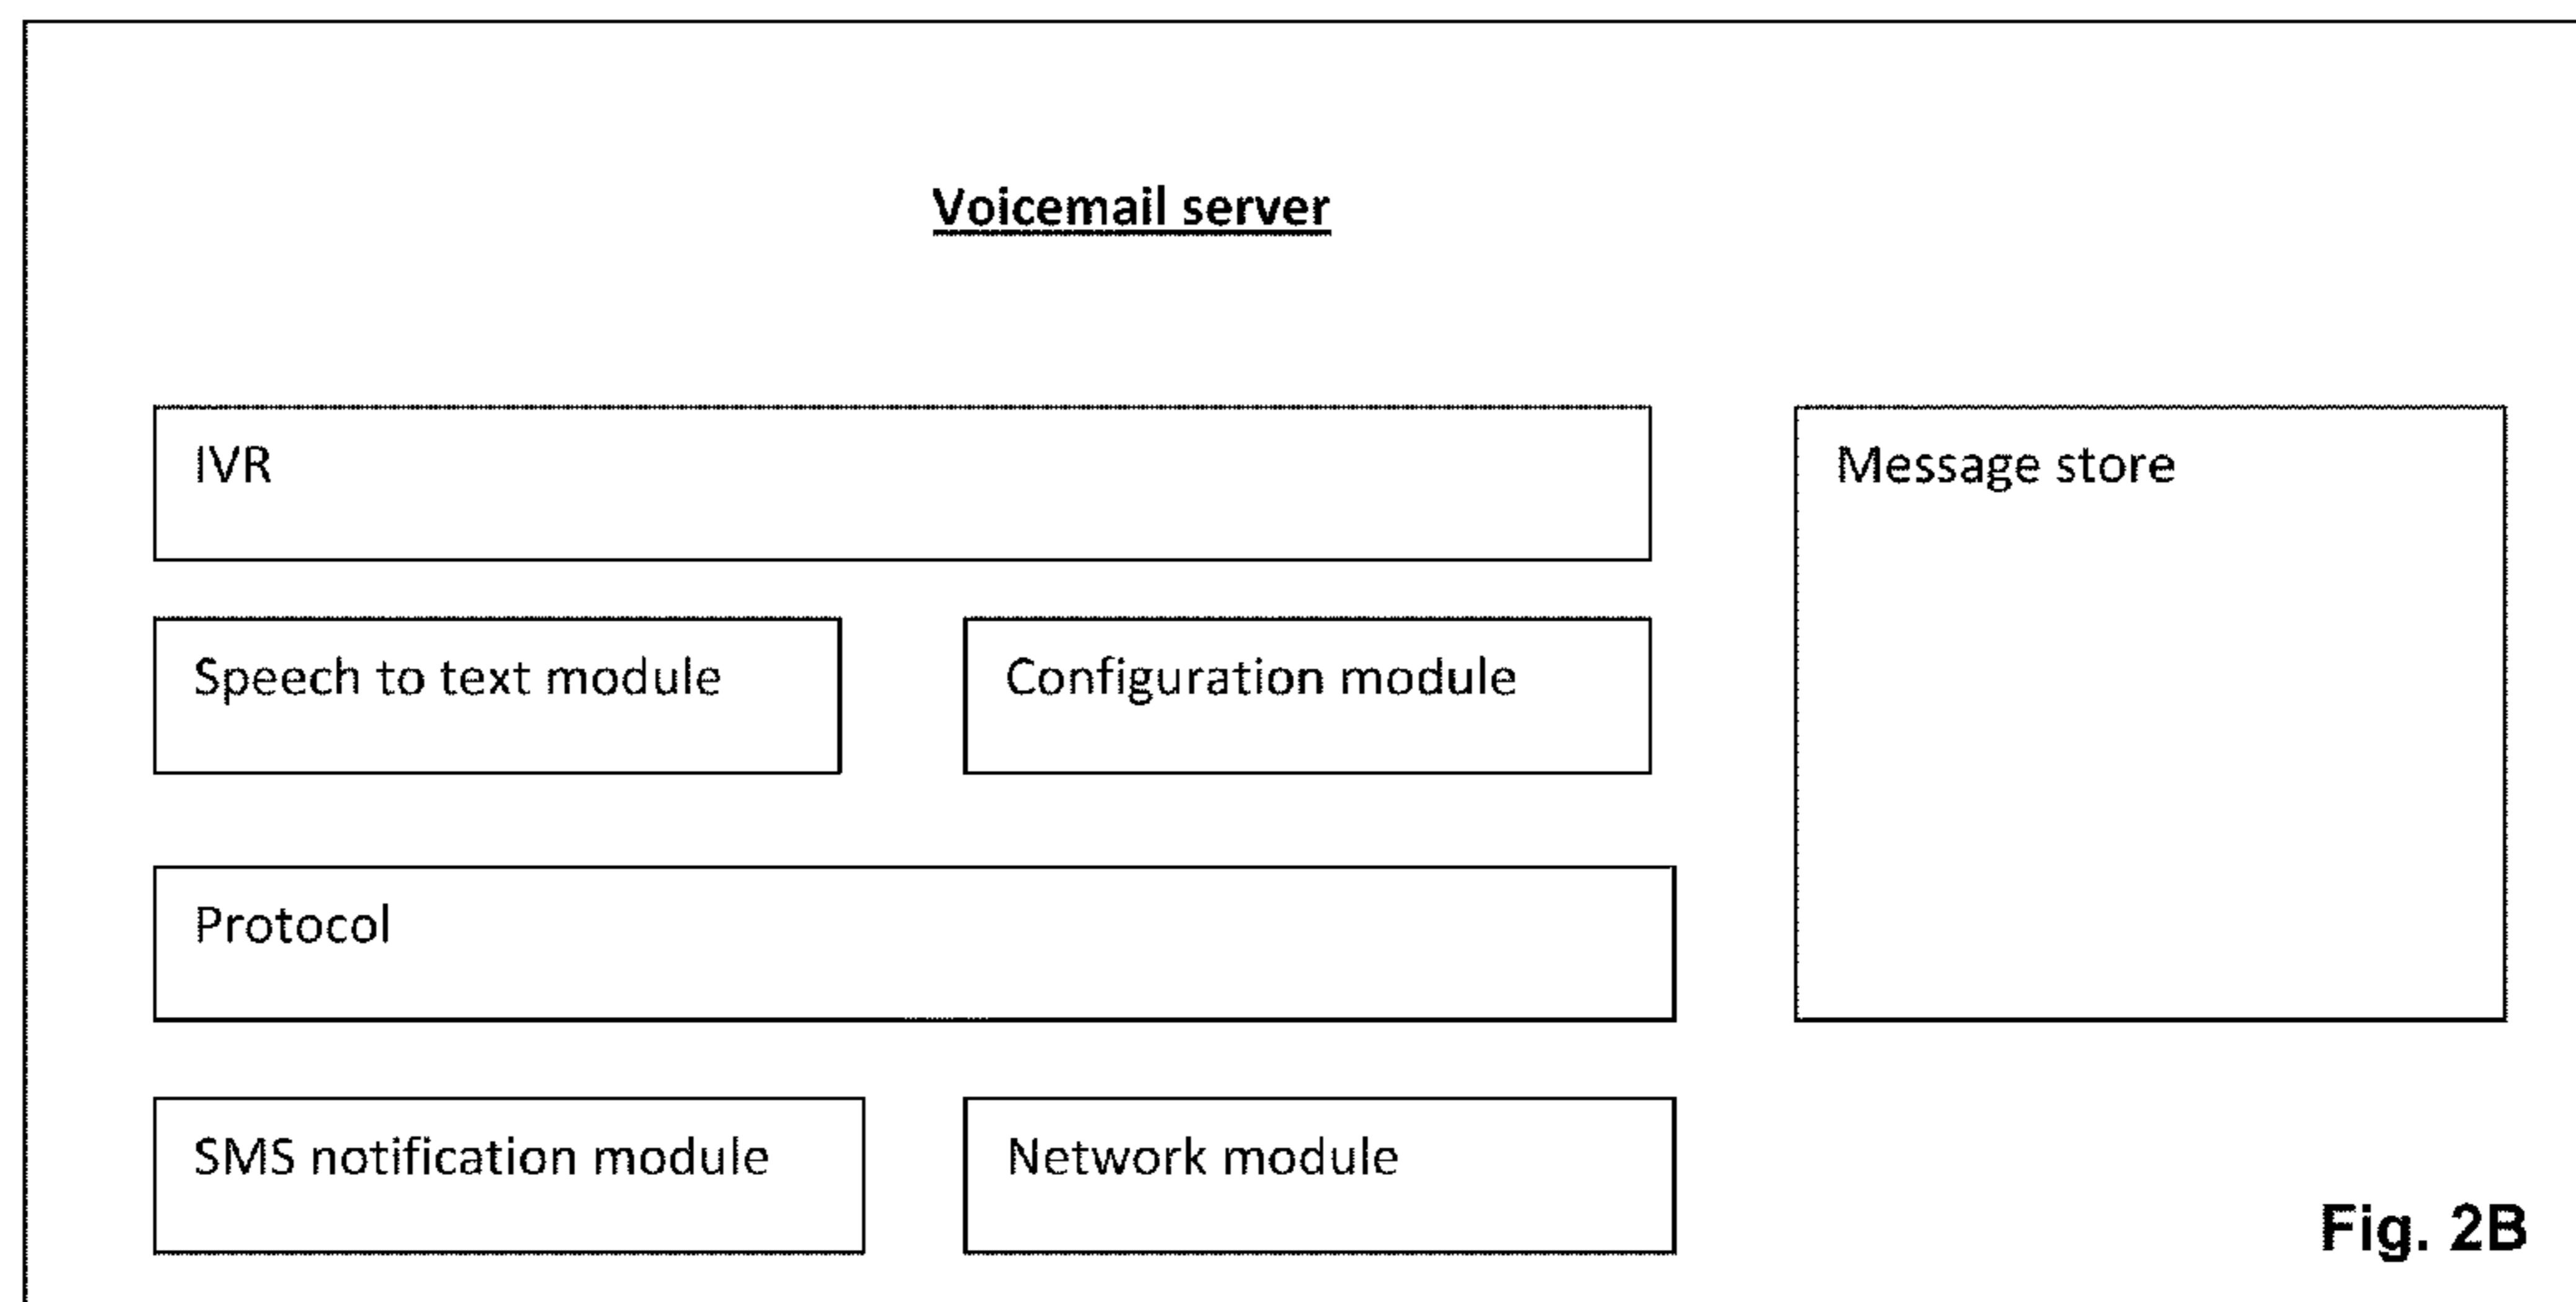 Voicemail server
IVR
Message store
Speech to text module
Configuration module
Protocol
SMS notification module
Network module
Fig. 2B